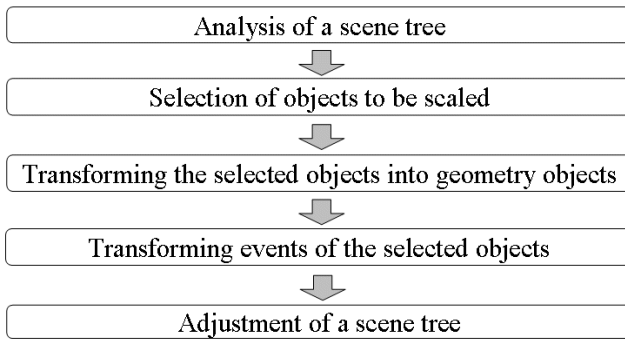 Analysis of a scene tree
Selection of objects to be scaled
Transforming the selected objects into geometry objects
Transforming events of the selected objects
Adjustment of a scene tree